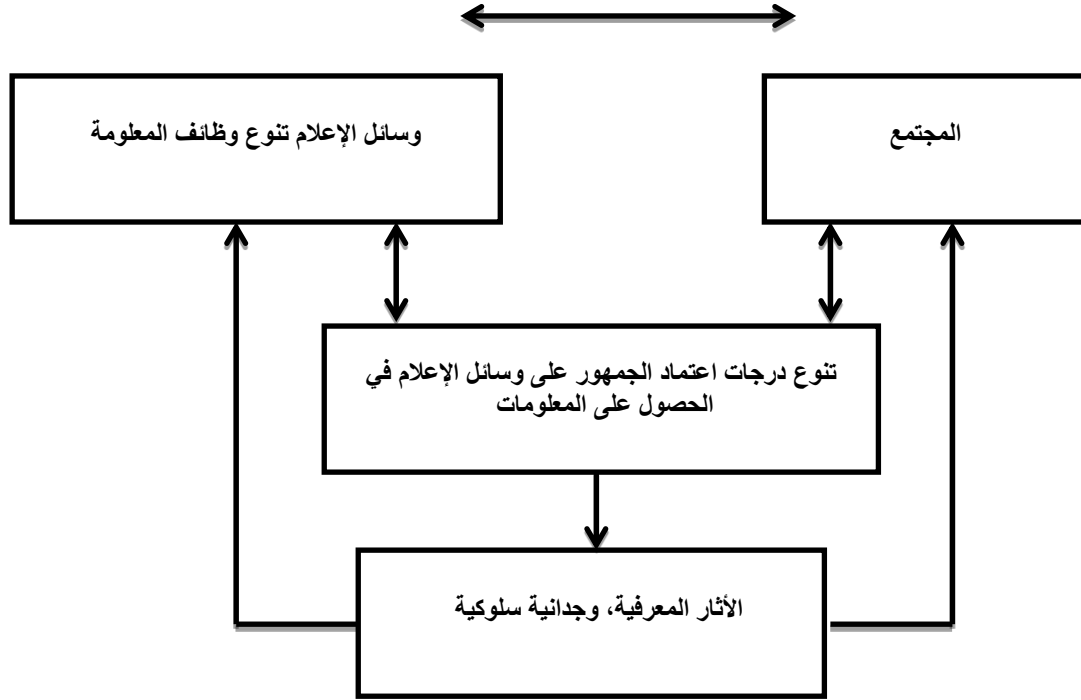 المجتمع
وسائل الإعلام تنوع وظائف المعلومة
تنوع درجات اعتماد الجمهور على وسائل الإعلام في
الحصول على المعلومات
الأثار المعرفية، وجدانية سلوكية